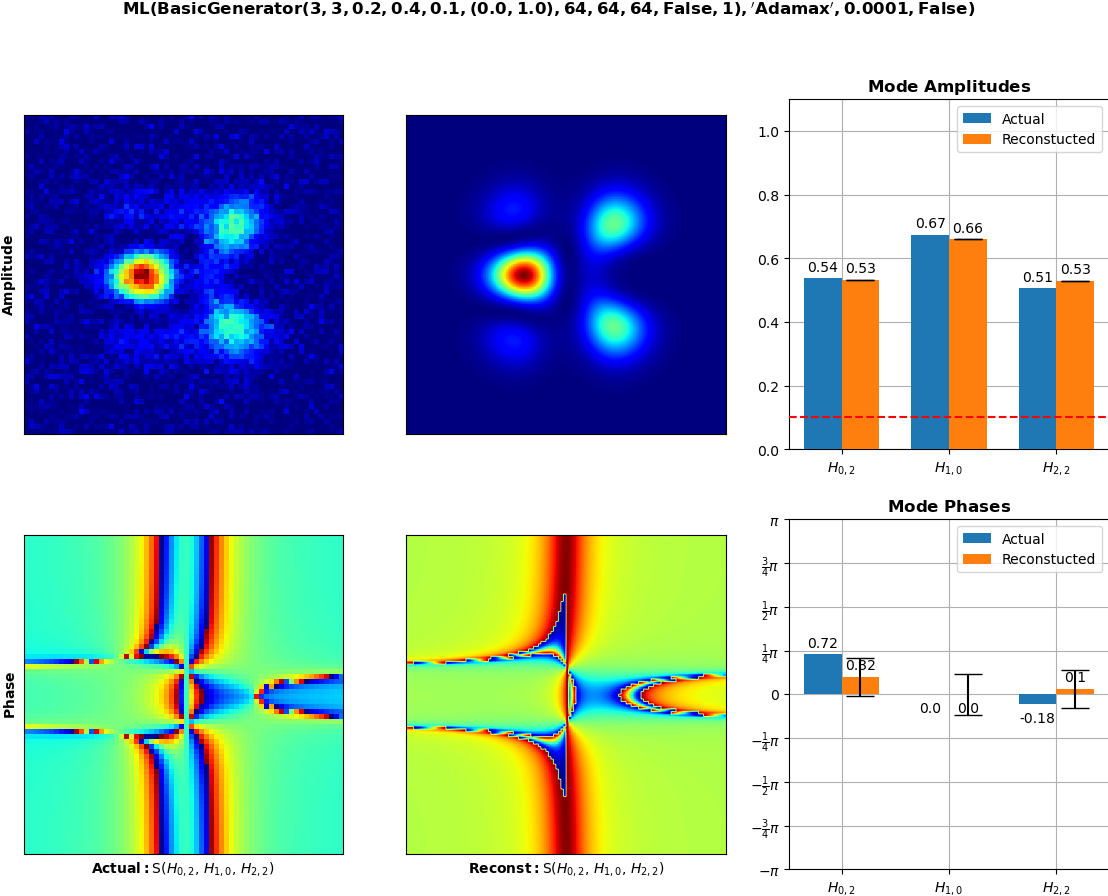 ML(BasicGenerator(3, 3, 0.2, 0.4, 0.1, (0.0, 1.0), 64, 64, 64, False, 1), ′Adamax′, 0.0001, False)
Amplitude
Mode Amplitudes
Actual
Reconstucted
1.0
0.8
0.6
0.4
0.2
0.0
0.54
0.53
0.67
0.66
0.51
0.53
H0,2
H1,0
H2,2
Phase
Actual: S(H0,2, H1,0, H2,2)
Reconst: S(H0,2, H1,0, H2,2)
Mode Phases
Actual
Reconstucted
π
3/4π
1/2π
1/4π
0
−1/4π
−1/2π
−3/4π
−π
0.72
0.32
0.0
0.0
-0.18
0.1
H0,2
H1,0
H2,2